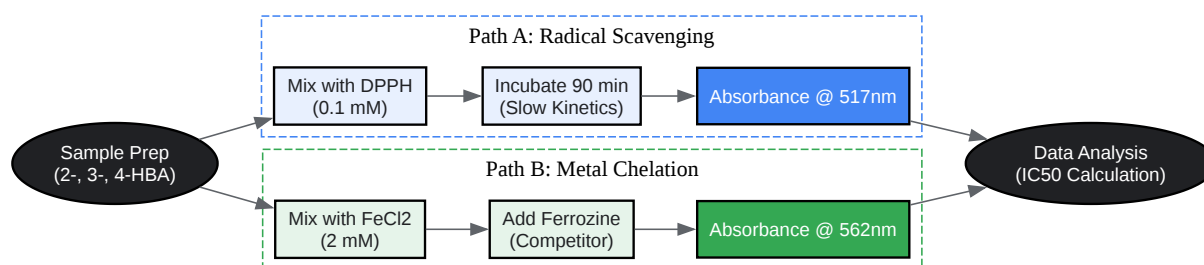 Path A: Radical Scavenging
Mix with DPPH
(0.1 mM)
Incubate 90 min
(Slow Kinetics)
Absorbance @ 517nm
Sample Prep
(2-, 3-, 4-HBA)
Data Analysis
(IC50 Calculation)
Path B: Metal Chelation
Mix with FeCl2
(2 mM)
Add Ferrozine
(Competitor)
Absorbance @ 562nm